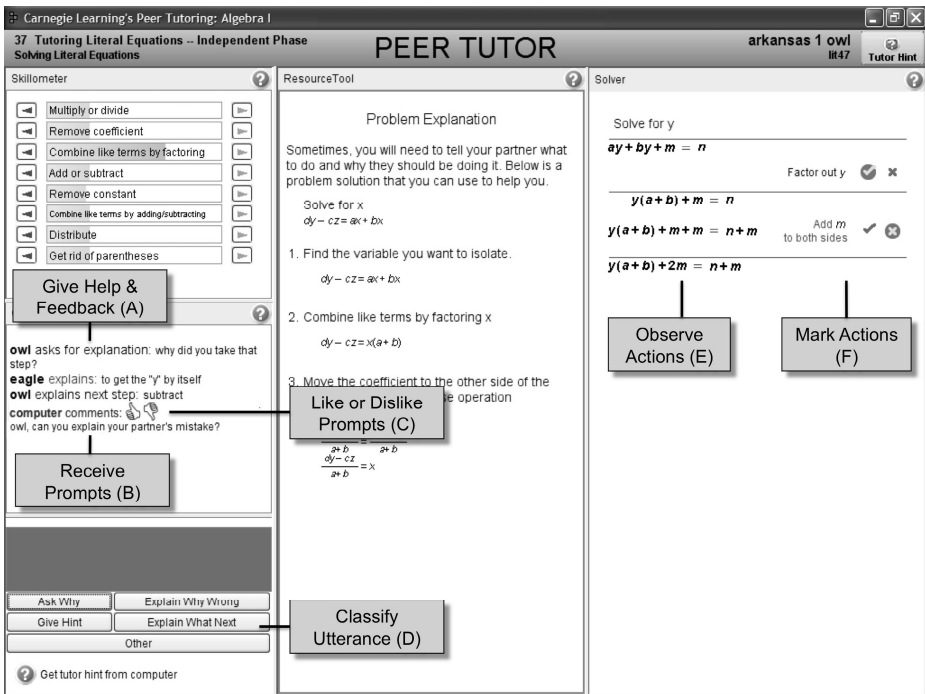 Carnegie Learning's Peer Tutoring: Algebra I
37 Tutoring Literal Equations -- Independent Phase
Solving Literal Equations
PEER TUTOR
arkansas 1 owl
lit47
Tutor Hint
Skillometer
Multiply or divide
Remove coefficient
Combine like terms by factoring
Add or subtract
Remove constant
Combine like terms by adding/subtracting
Distribute
Get rid of parentheses
Give Help &
Feedback (A)
owl asks for explanation: why did you take that
step?
eagle explains: to get the "y" by itself
owl explains next step: subtract
computer comments:
owl, can you explain your partner's mistake?
Receive
Prompts (B)
Ask Why
Explain Why Wrong
Give Hint
Explain What Next
Other
Get tutor hint from computer
ResourceTool
Problem Explanation
Sometimes, you will need to tell your partner what
to do and why they should be doing it. Below is a
problem solution that you can use to help you.
Solve for x
dy – cz = ax + bx
1. Find the variable you want to isolate.
dy – cz = ax + bx
2. Combine like terms by factoring x
dy – cz = x(a + b)
3. Move the coefficient to the other side of the
operation
Like or Dislike
Prompts (C)
a+b = a+b
dy – cz
a+b
= x
Classify
Utterance (D)
Solver
Solve for y
ay + by + m = n
Factor out y
y(a + b) + m = n
y(a + b) + m + m = n + m
Add m
to both sides
y(a + b) + 2m = n + m
Observe
Actions (E)
Mark Actions
(F)